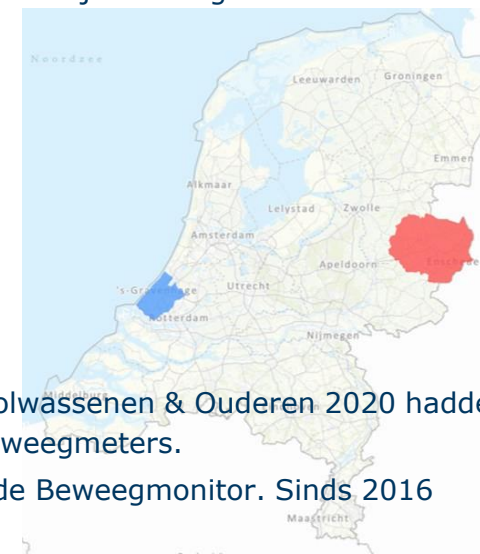 Noordzee
Leeuwarden
Groningen
Emmen
Alkmaar
Lelystad
Zwolle
Amsterdam
Enschede
's-Gravenhage
Utrecht
Apeldoorn
Rotterdam
Nijmegen
Middelburg
olwassenen & Ouderen 2020 hadde
weegmeters.
de Beweegmonitor. Sinds 2016
Maastricht